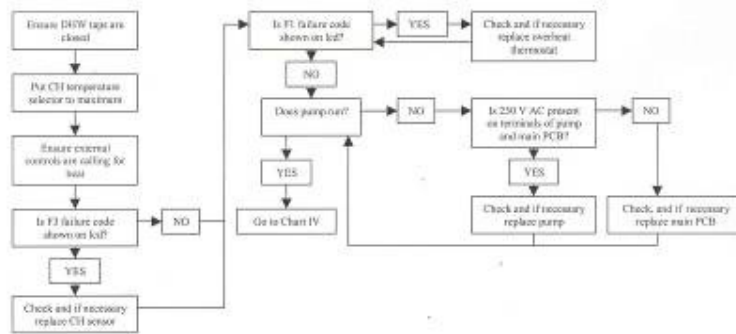 Ensure DHW taps are
closed
Put CH temperature
selector to maximum
Ensure external
controls are calling for
heat
Is F3 failure code
shown on lcd?
NO
YES
Check and if necessary
replace CH sensor
Is F1 failure code
shown on lcd?
YES
Check and if necessary
replace overheat
thermostat
NO
Does pump run?
NO
Is 230 V AC present
on terminals of pump
and main PCB?
NO
YES
YES
Go to Chart IV
Check and if necessary
replace pump
Check, and if necessary
replace main PCB